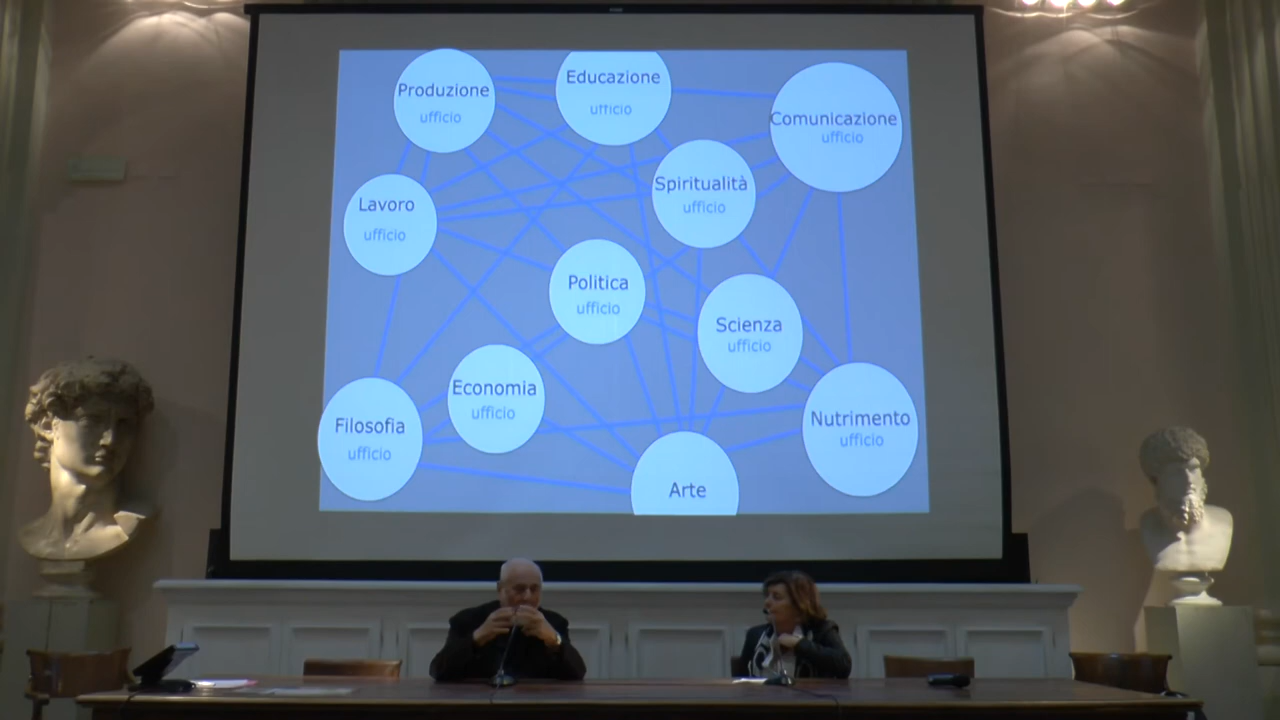 Produzione
ufficio
Educazione
ufficio
Comunicazione
ufficio
Spiritualità
ufficio
Lavoro
ufficio
Politica
ufficio
Scienza
ufficio
Economia
ufficio
Filosofia
ufficio
Nutrimento
ufficio
Arte